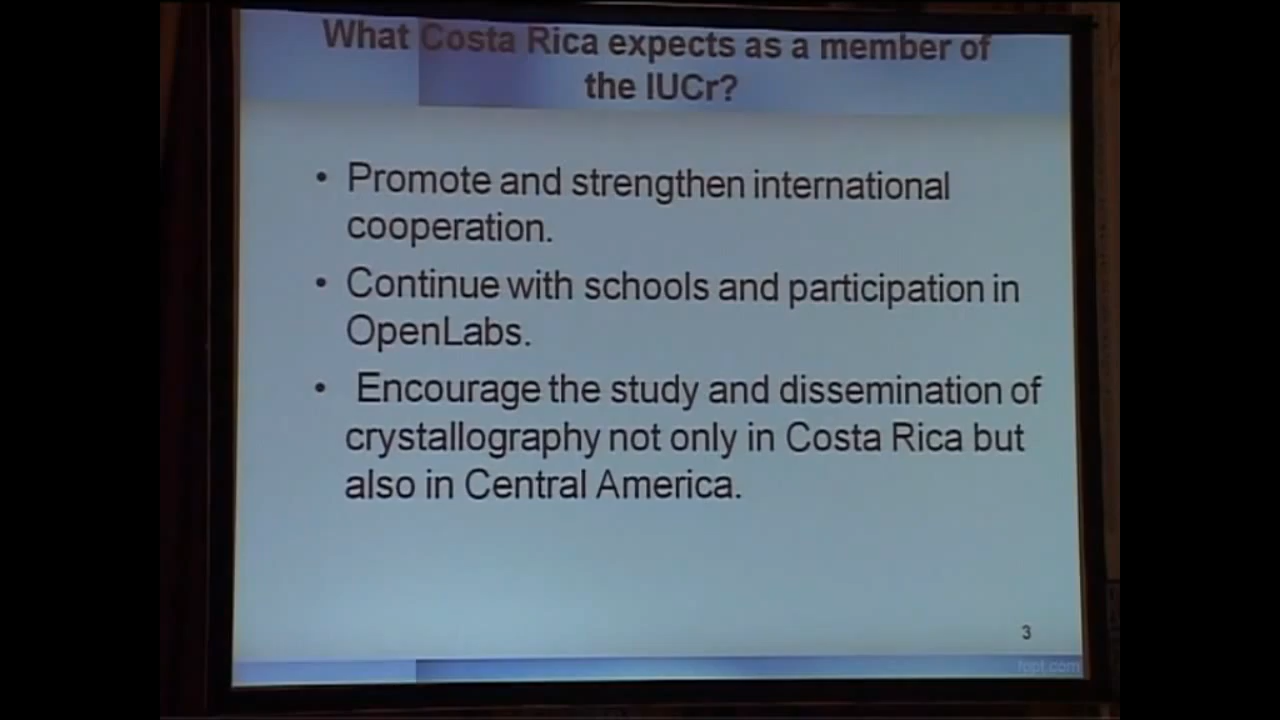 What Costa Rica expects as a member of
the IUCr?
• Promote and strengthen international
cooperation.
• Continue with schools and participation in
OpenLabs.
• Encourage the study and dissemination of
crystallography not only in Costa Rica but
also in Central America.
3
fppt.com